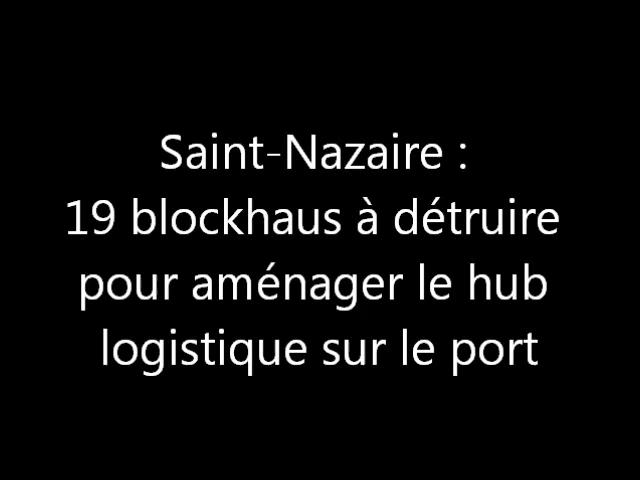 Saint-Nazaire :
19 blockhaus à détruire
pour aménager le hub
logistique sur le port